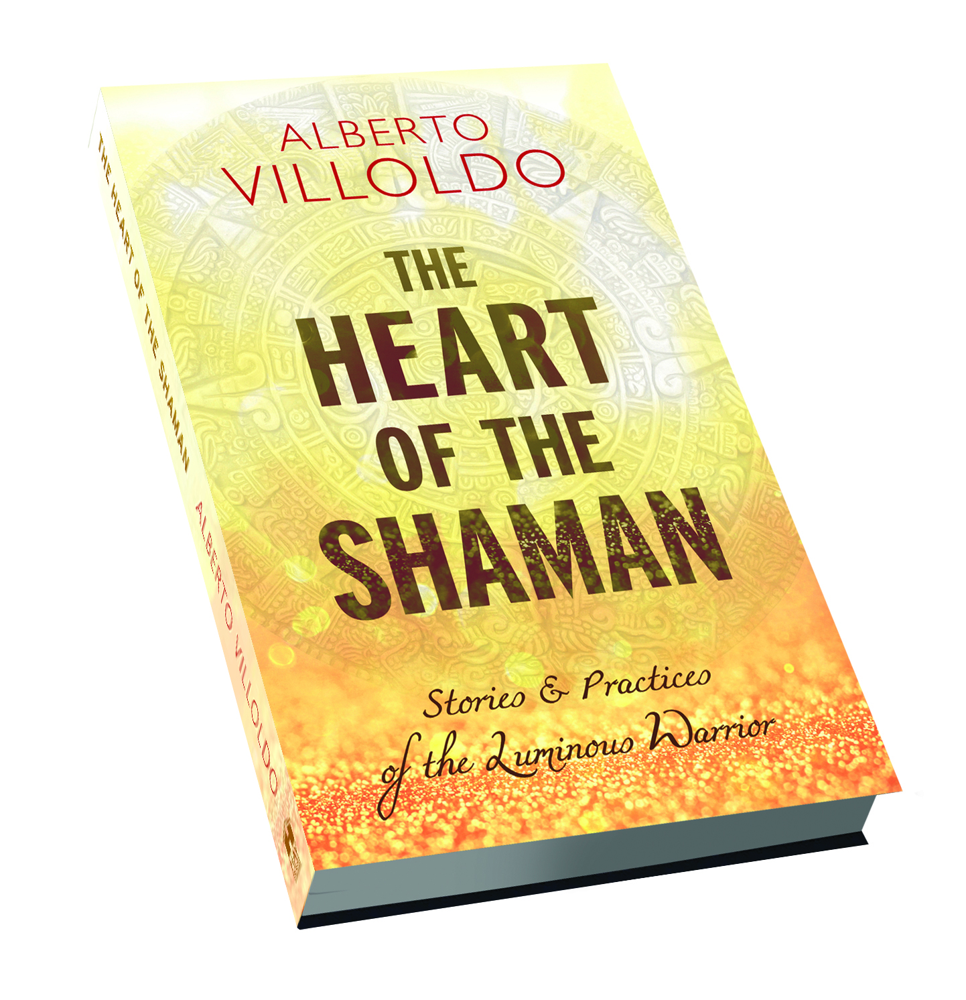 ALBERTO
VILLOLDO
THE
HEART
OF THE
SHAMAN
Stories & Practices
of the Luminous Warrior
THE HEART OF THE SHAMAN
ALBERTO VILLOLDO